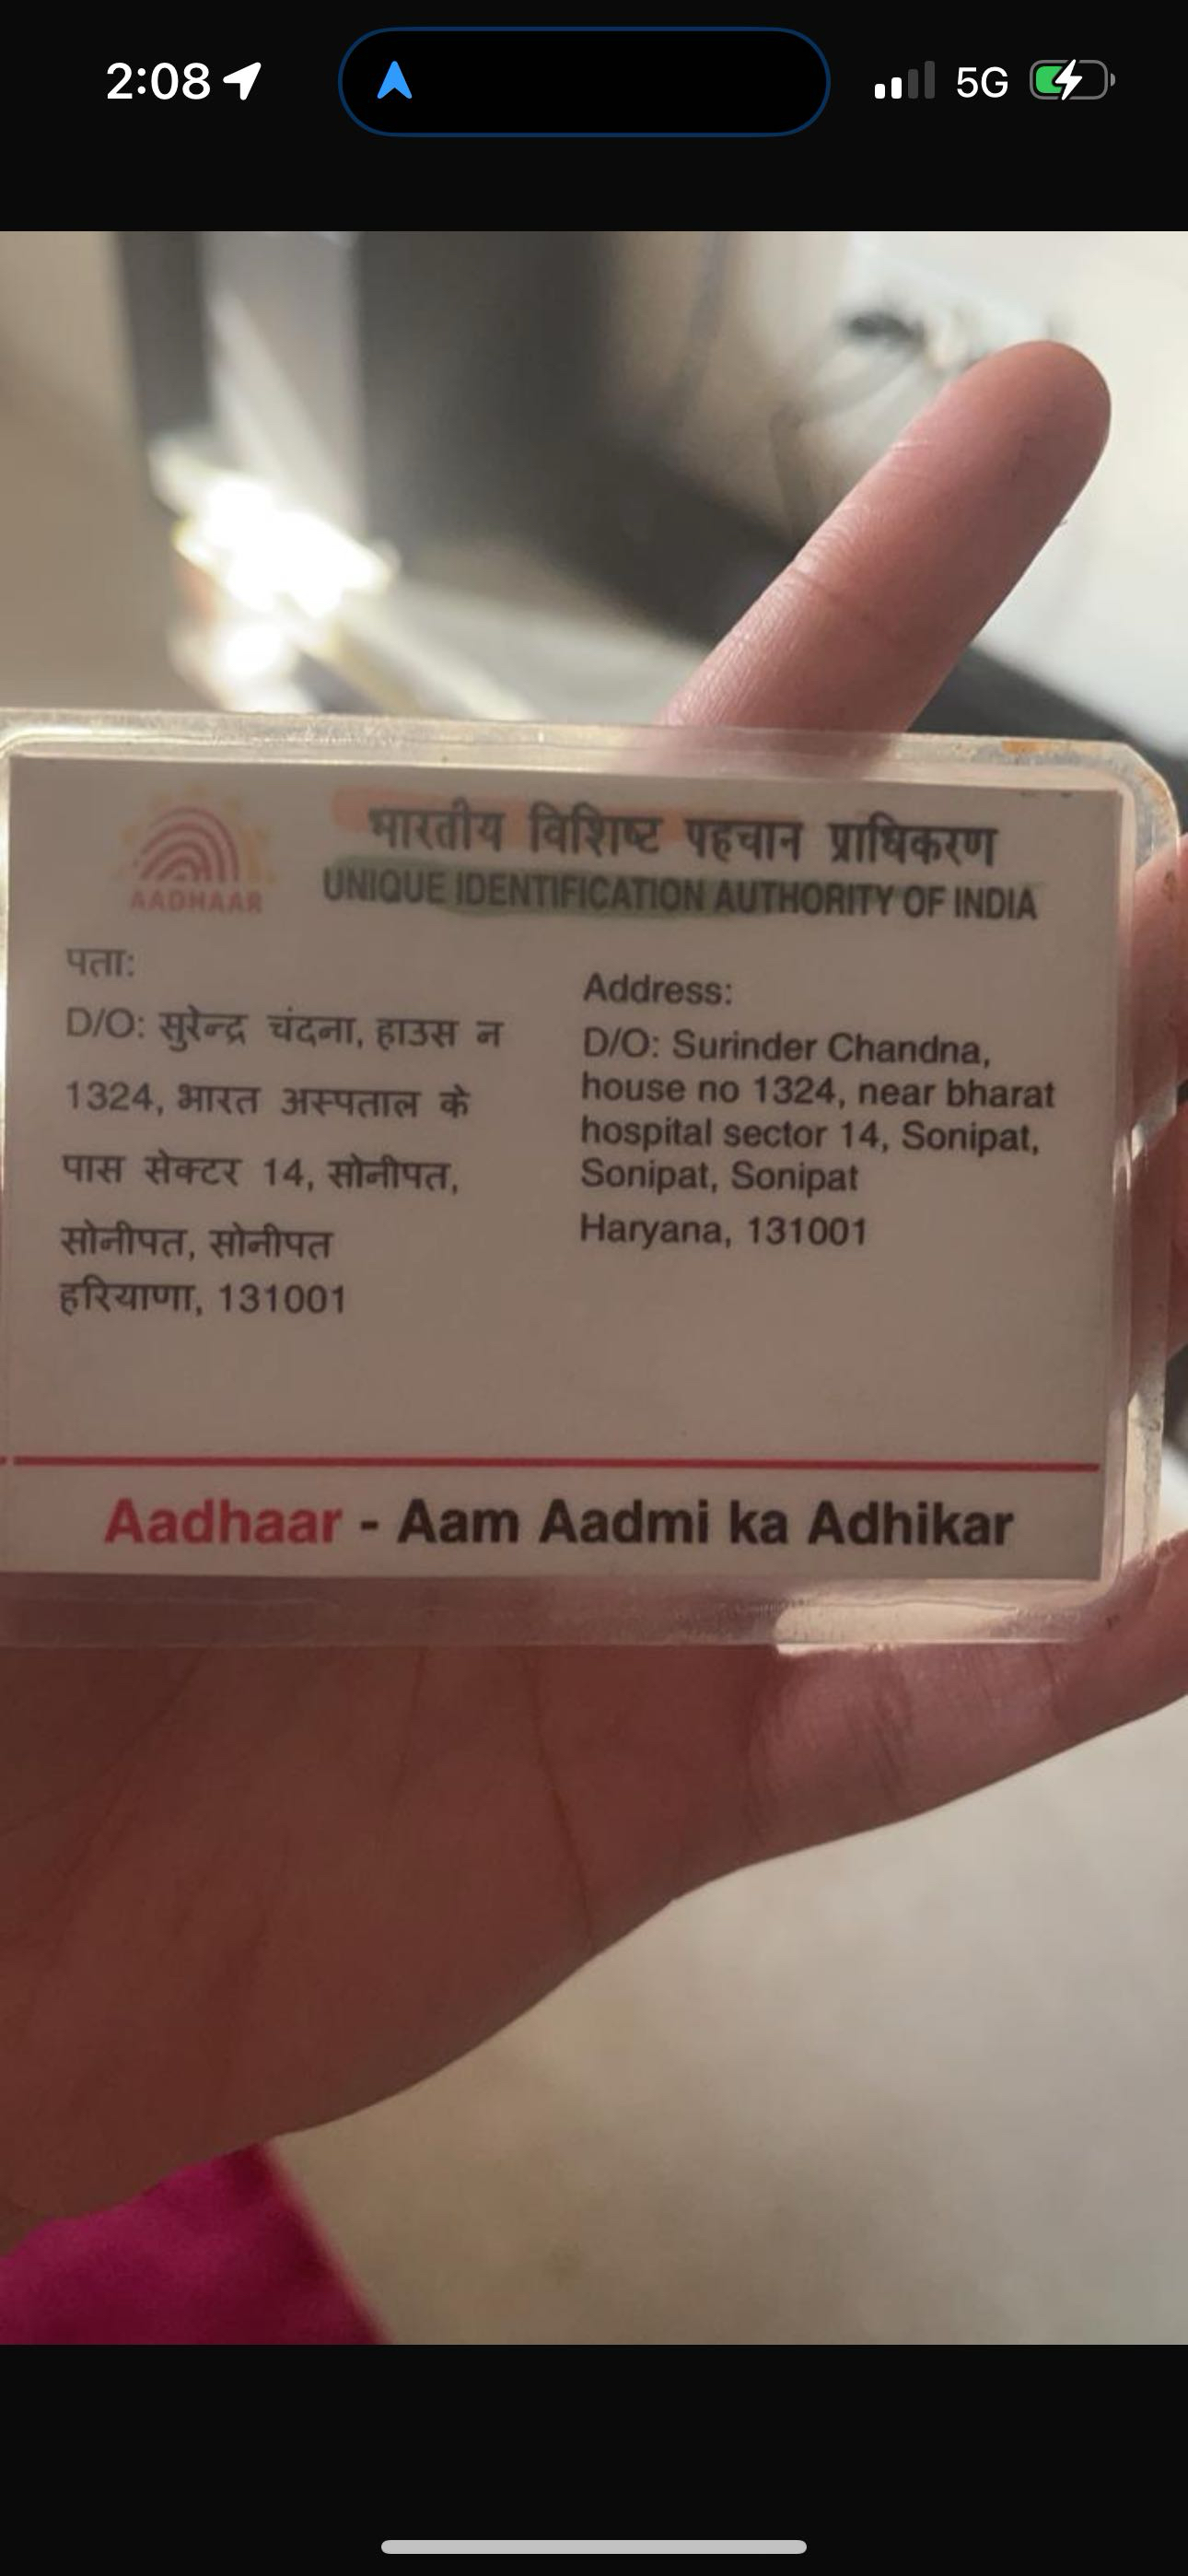 2:08
5G
भारतीय विशिष्ट पहचान प्राधिकरण
UNIQUE IDENTIFICATION AUTHORITY OF INDIA
AADHAAR
पता:
D/O: सुरेन्द्र चंदना, हाउस न
1324, भारत अस्पताल के
पास सेक्टर 14, सोनीपत,
सोनीपत, सोनीपत
हरियाणा, 131001
Address:
D/O: Surinder Chandna,
house no 1324, near bharat
hospital sector 14, Sonipat,
Sonipat, Sonipat
Haryana, 131001
Aadhaar - Aam Aadmi ka Adhikar